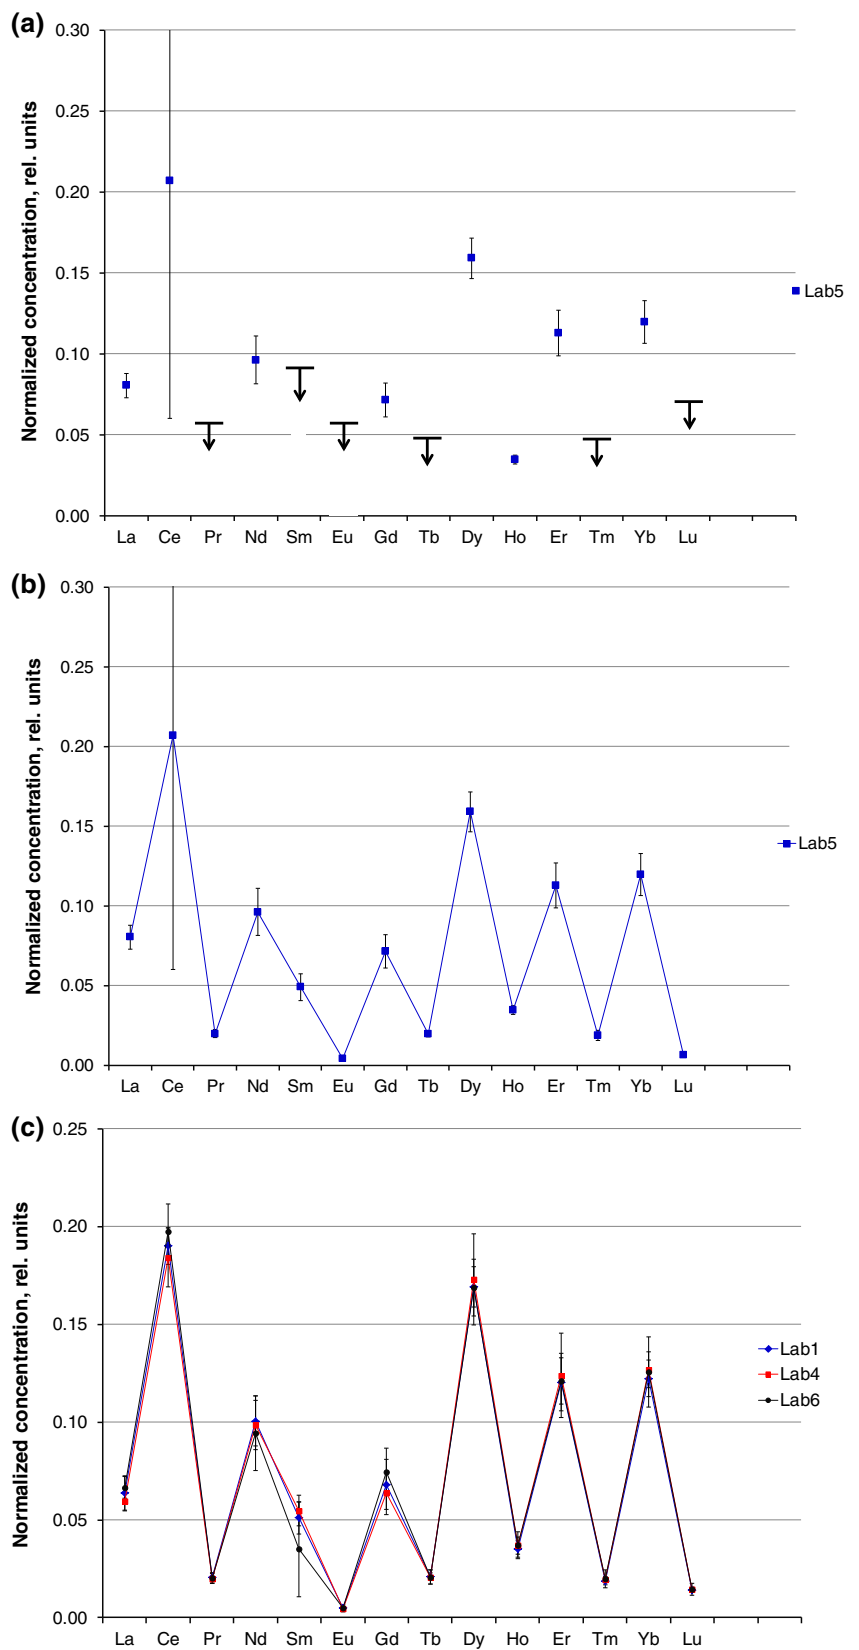 (a)
Normalized concentration, rel. units
0.30
0.25
0.20
0.15
0.10
0.05
0.00
La Ce Pr Nd Sm Eu Gd Tb Dy Ho Er Tm Yb Lu
Lab5
(b)
Normalized concentration, rel. units
0.30
0.25
0.20
0.15
0.10
0.05
0.00
La Ce Pr Nd Sm Eu Gd Tb Dy Ho Er Tm Yb Lu
Lab5
(c)
Normalized concentration, rel. units
0.25
0.20
0.15
0.10
0.05
0.00
La Ce Pr Nd Sm Eu Gd Tb Dy Ho Er Tm Yb Lu
Lab1
Lab4
Lab6